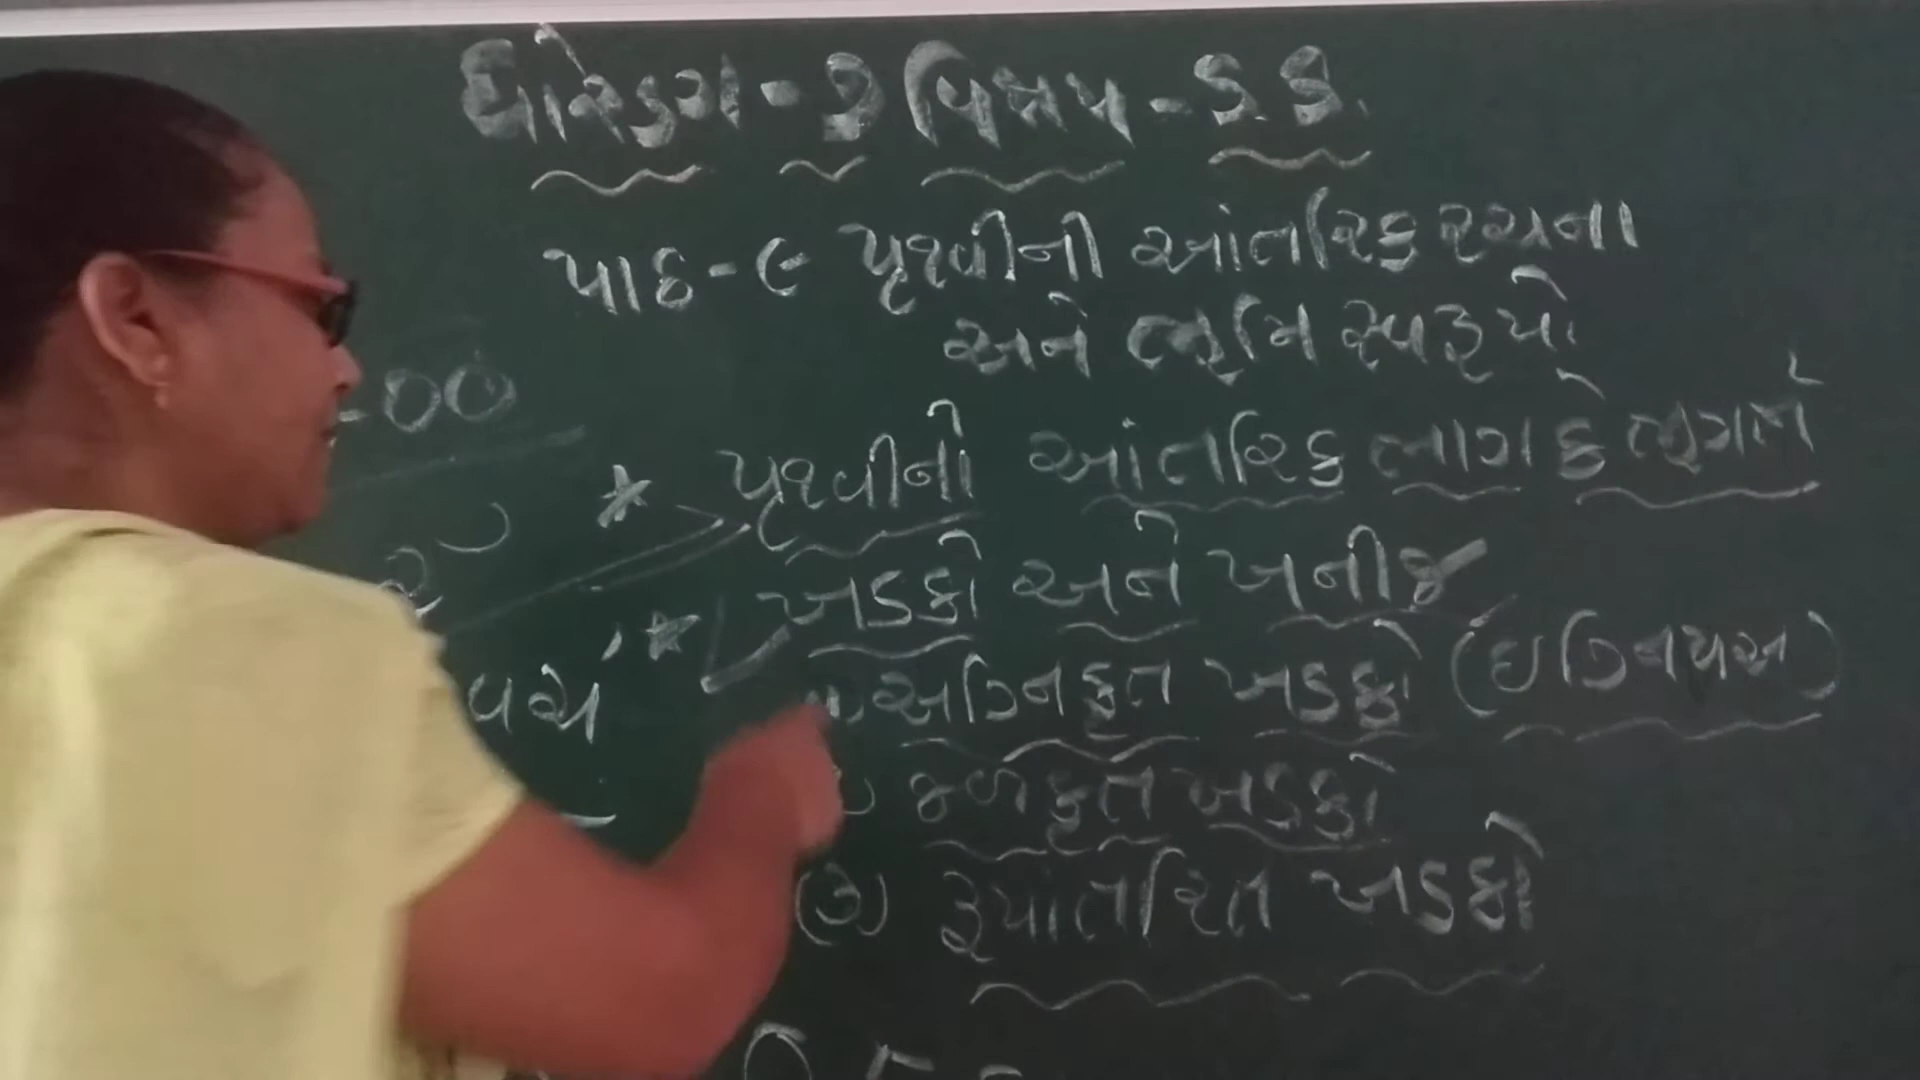 ધોરણ - ૭ વિષય - S.S.
પાઠ - ૯ પૃથ્વીની આંતરિક રચના
અને ભૂમિ સ્વરૂપો
-00
* પૃથ્વીનો આંતરિક ભાગ કે ભૂગર્ભ
* ખડકો અને ખનીજ
અગ્નિકૃત ખડકો (ઇગ્નિયસ)
જળકૃત ખડકો
(૩) રૂપાંતરિત ખડકો